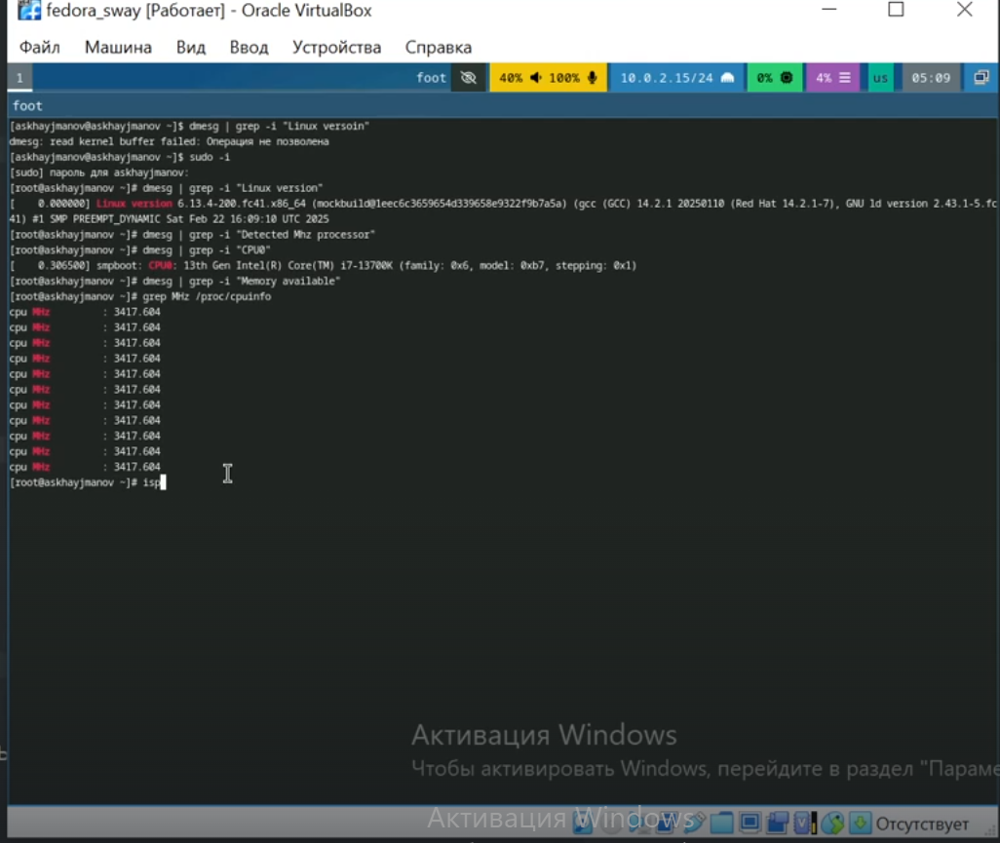 fedora_sway [Работает] - Oracle VirtualBox
Файл Машина Вид Ввод Устройства Справка
1 foot 40% 100% 10.0.2.15/24 0% 4% us 05:09
foot
[askhayjmanov@askhayjmanov ~]$ dmesg | grep -i "Linux versoin"
dmesg: read kernel buffer failed: Операция не позволена
[askhayjmanov@askhayjmanov ~]$ sudo -i
[sudo] пароль для askhayjmanov:
[root@askhayjmanov ~]# dmesg | grep -i "Linux version"
[    0.000000] Linux version 6.13.4-200.fc41.x86_64 (mockbuild@1eec6c3659654d339658e9322f9b7a5a) (gcc (GCC) 14.2.1 20250110 (Red Hat 14.2.1-7), GNU ld version 2.43.1-5.fc
41) #1 SMP PREEMPT_DYNAMIC Sat Feb 22 16:09:10 UTC 2025
[root@askhayjmanov ~]# dmesg | grep -i "Detected Mhz processor"
[root@askhayjmanov ~]# dmesg | grep -i "CPU0"
[    0.306500] smpboot: CPU0: 13th Gen Intel(R) Core(TM) i7-13700K (family: 0x6, model: 0xb7, stepping: 0x1)
[root@askhayjmanov ~]# dmesg | grep -i "Memory available"
[root@askhayjmanov ~]# grep MHz /proc/cpuinfo
cpu MHz : 3417.604
cpu MHz : 3417.604
cpu MHz : 3417.604
cpu MHz : 3417.604
cpu MHz : 3417.604
cpu MHz : 3417.604
cpu MHz : 3417.604
cpu MHz : 3417.604
cpu MHz : 3417.604
cpu MHz : 3417.604
cpu MHz : 3417.604
[root@askhayjmanov ~]# isp
Активация Windows
Чтобы активировать Windows, перейдите в раздел "Параме
Активация Windows
Отсутствует